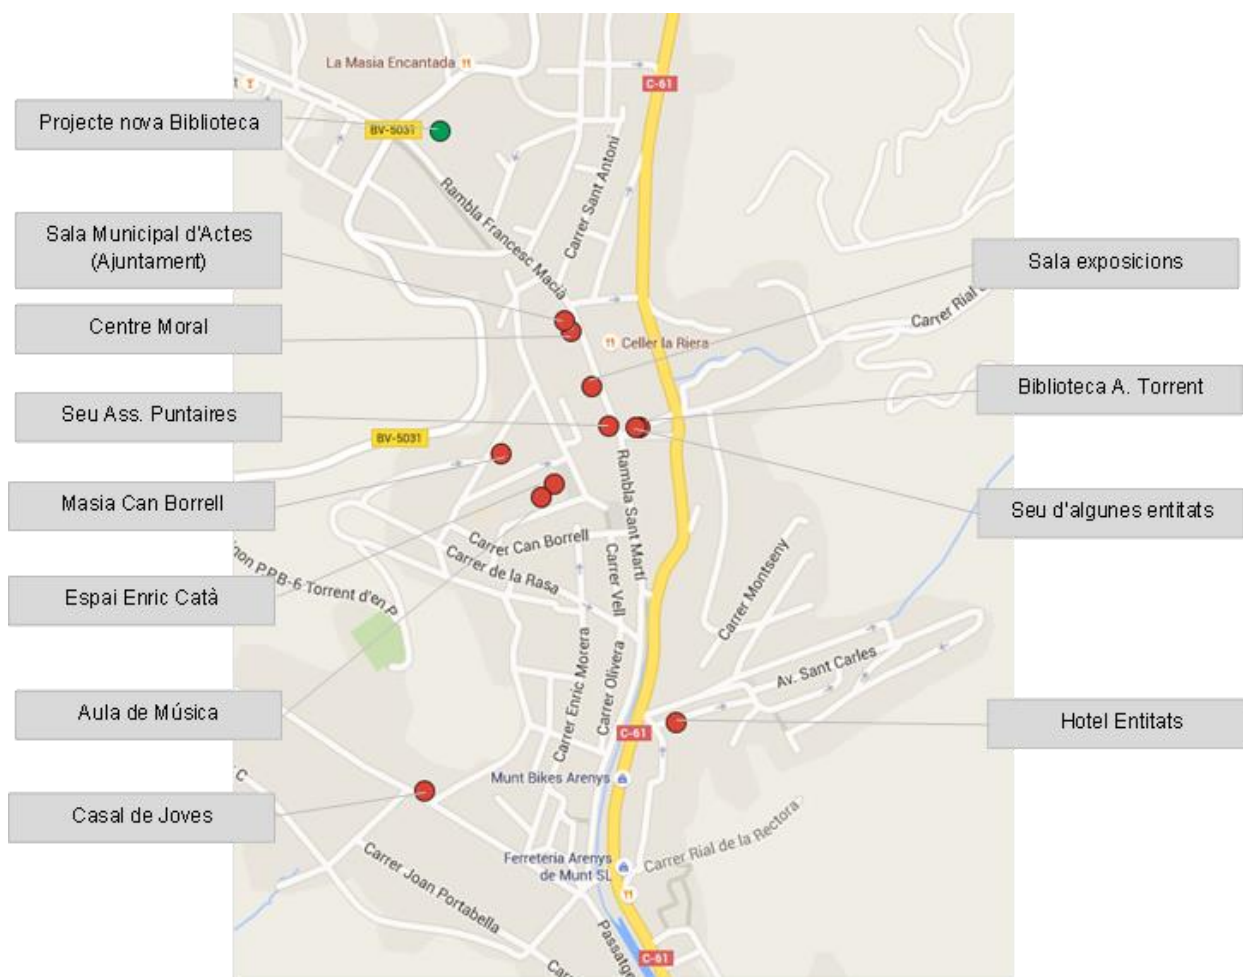 La Masia Encantada
C-61
Projecte nova Biblioteca
BV-5031
Rambla Francesc Macià
Carrer Sant Antoni
Sala Municipal d'Actes
(Ajuntament)
Sala exposicions
Carrer Rial de
Centre Moral
Celler la Riera
Biblioteca A. Torrent
Seu Ass. Puntaires
BV-5031
Rambla Sant Martí
Masia Can Borrell
Seu d'algunes entitats
Carrer Can Borrell
Carrer de la Rasa
Carrer Vell
Carrer Montseny
Torrent d'en P
Espai Enric Catà
Carrer Enric Morera
Carrer Olivera
Av. Sant Carles
Aula de Música
Hotel Entitats
C-61
Munt Bikes Arenys
Casal de Joves
Carrer Rial de la Rectora
Ferreteria Arenys
de Munt SL
Carrer Joan Portabella
Passatge
C-61